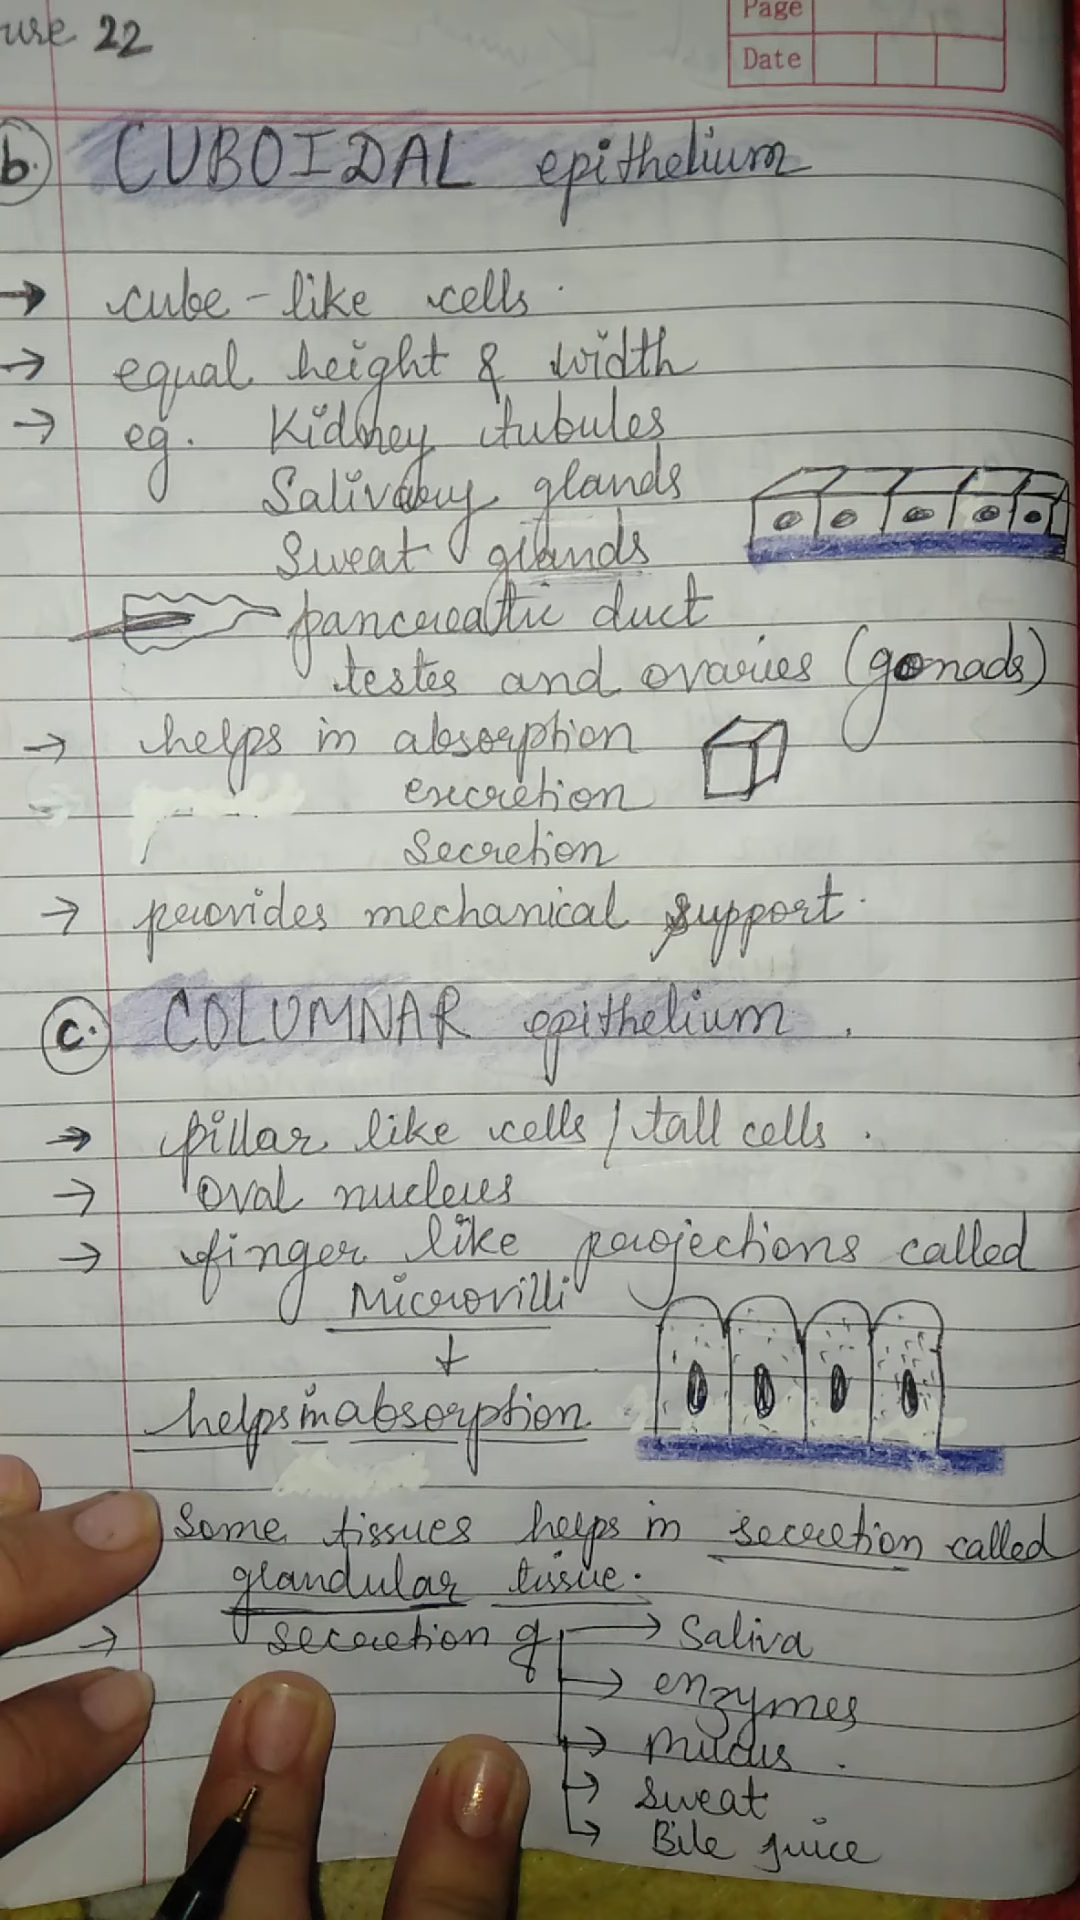 22
Page
Date
b. CUBOIDAL epithelium
→ cube-like cells.
→ equal height & width
→ eg. Kidney tubules
Salivary glands
Sweat glands
pancreatic duct
testes and ovaries (gonads)
→ helps in absorption
excretion
Secretion
→ provides mechanical support.
c. COLUMNAR epithelium.
→ pillar like cells / tall cells.
→ oval nucleus
→ finger like projections called
Microvilli
helps in absorption
Some tissues helps in secretion called
glandular tissue.
→ secretion of → Saliva
→ enzymes
→ Mucus.
→ Sweat
→ Bile juice